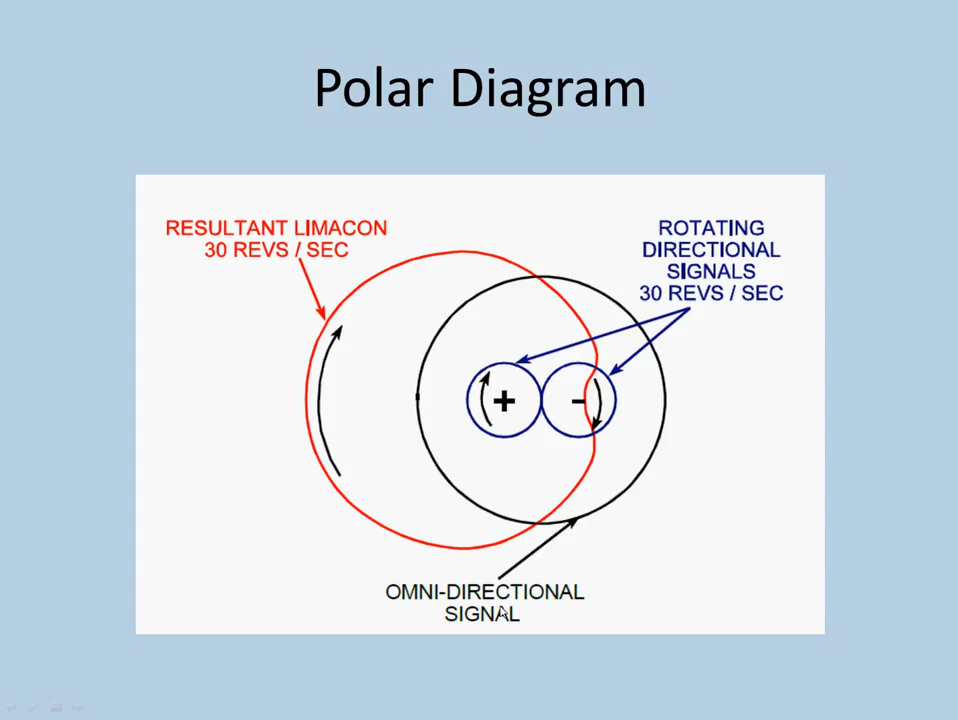 Polar Diagram
RESULTANT LIMACON
30 REVS / SEC
ROTATING
DIRECTIONAL
SIGNALS
30 REVS / SEC
+
-
OMNI-DIRECTIONAL
SIGNAL